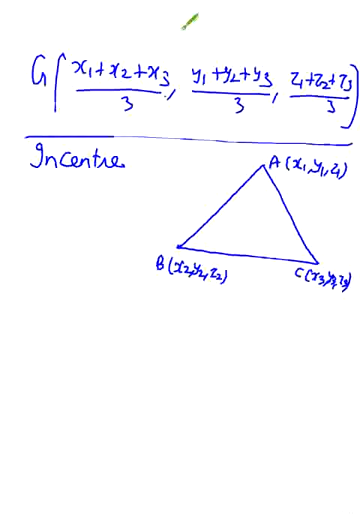 G(x₁+x₂+x₃/3, y₁+y₂+y₃/3, z₁+z₂+z₃/3)
Incentre
A(x₁,y₁,z₁)
B(x₂,y₂,z₂)
C(x₃,y₃,z₃)